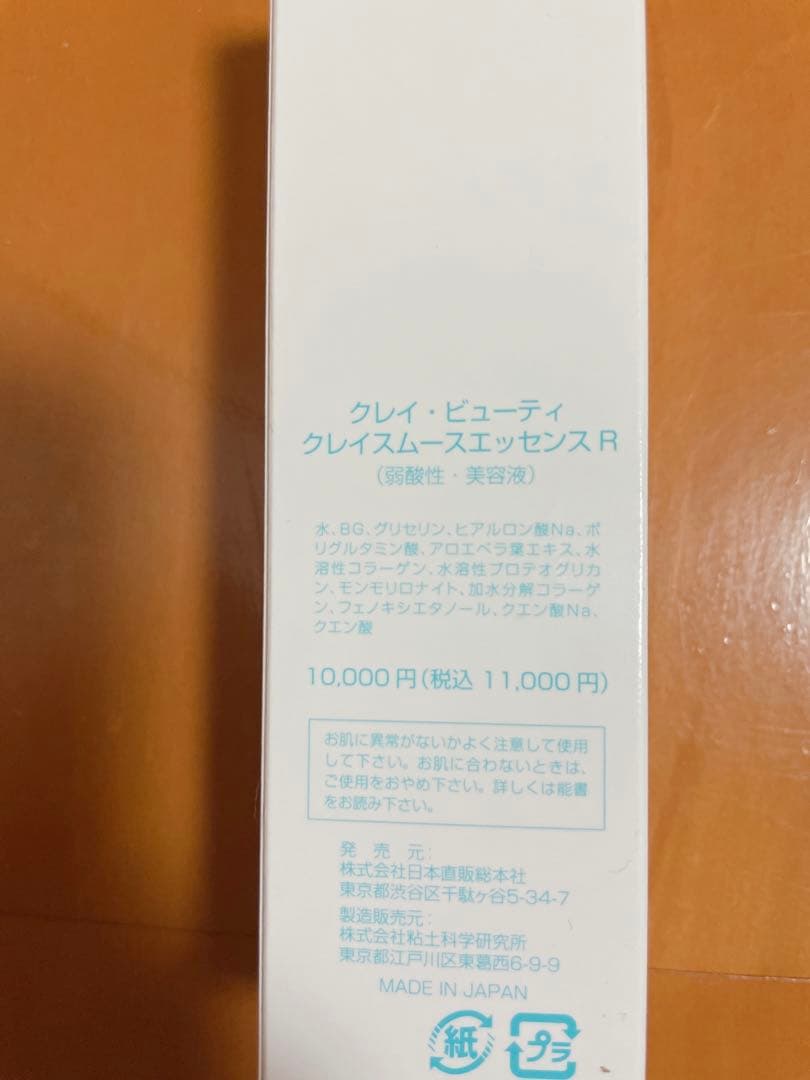 クレイ・ビューティ
クレイスムースエッセンス R
(弱酸性・美容液)
水、BG、グリセリン、ヒアルロン酸Na、ポ
リグルタミン酸、アロエベラ葉エキス、水
溶性コラーゲン、水溶性プロテオグリカ
ン、モンモリロナイト、加水分解コラーゲ
ン、フェノキシエタノール、クエン酸Na、
クエン酸
10,000円(税込 11,000円)
お肌に異常がないかよく注意して使用
して下さい。お肌に合わないときは、
ご使用をおやめ下さい。詳しくは能書
をお読み下さい。
発 売 元:
株式会社日本直販総本社
東京都渋谷区千駄ヶ谷5-34-7
製造販売元:
株式会社粘土科学研究所
東京都江戸川区東葛西6-9-9
MADE IN JAPAN
紙 プラ